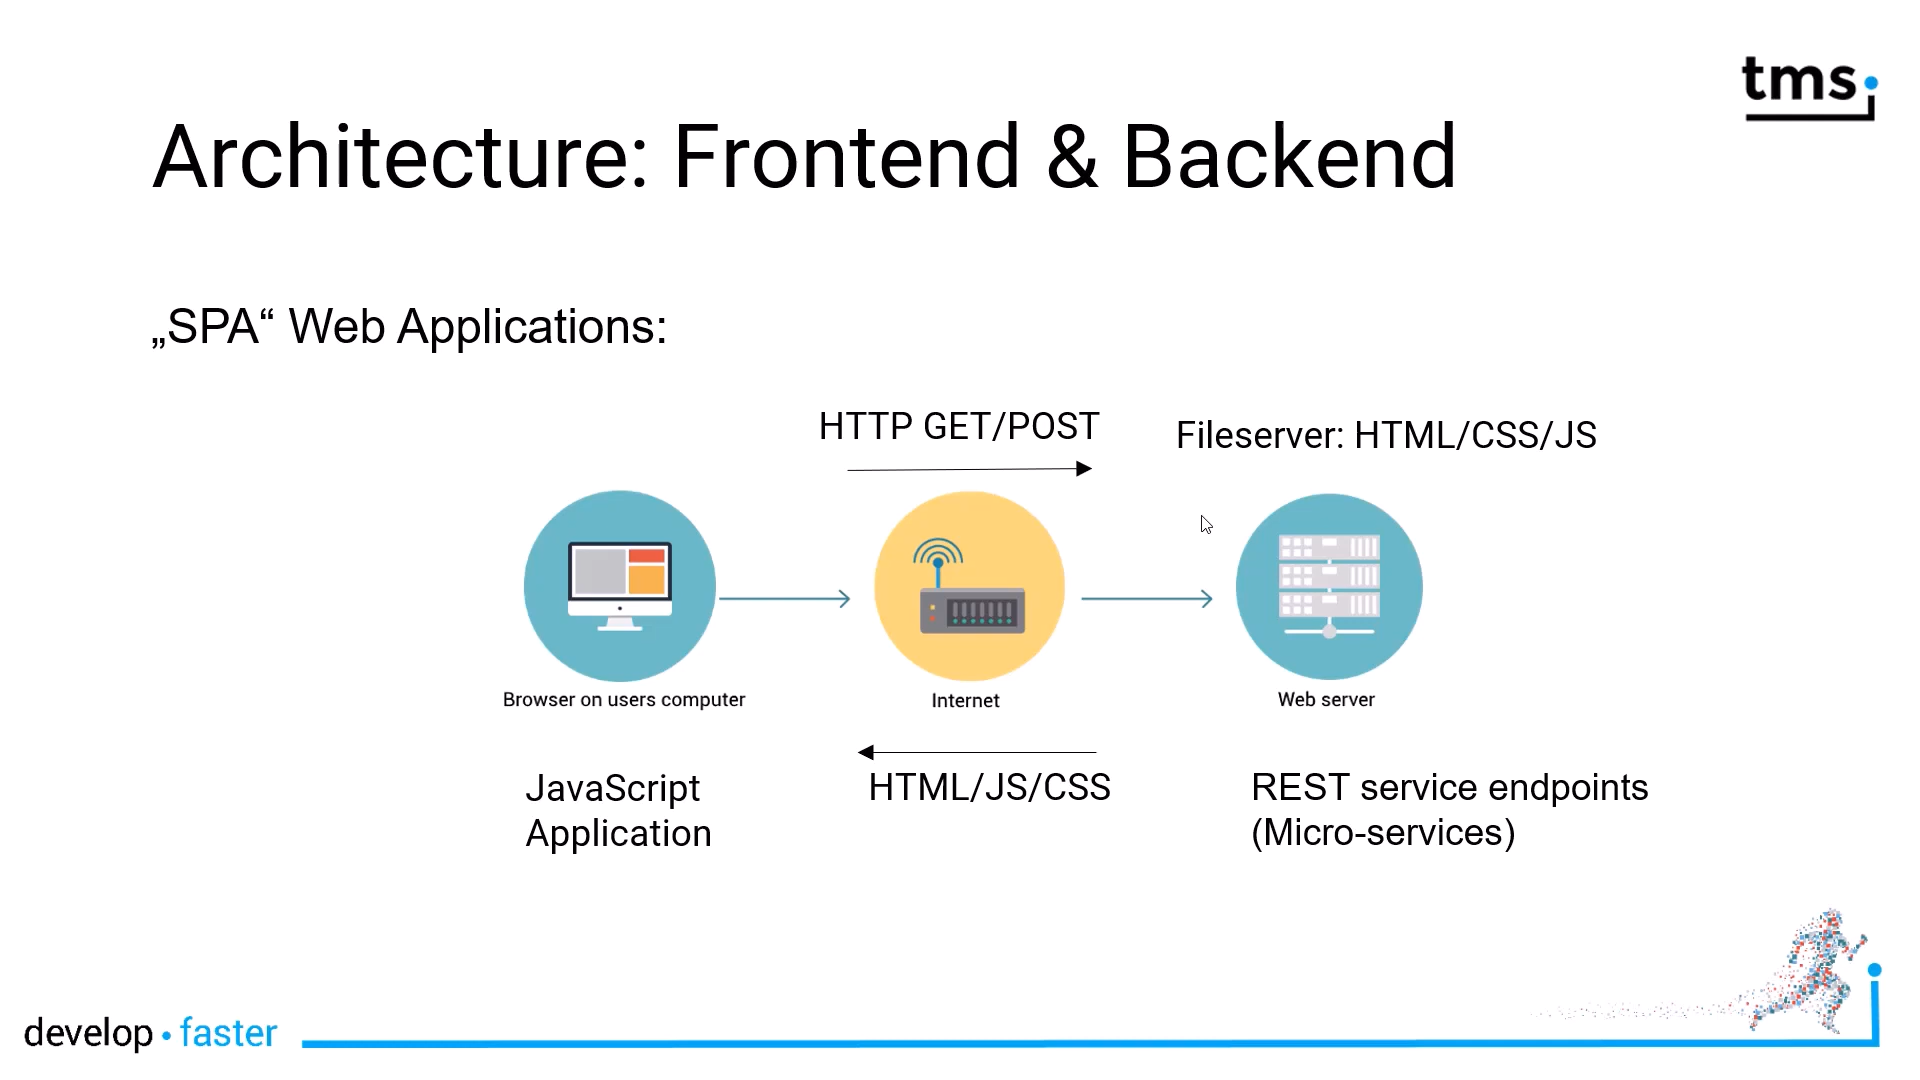 tms
Architecture: Frontend & Backend
„SPA“ Web Applications:
HTTP GET/POST
Fileserver: HTML/CSS/JS
Browser on users computer
Internet
Web server
JavaScript
Application
HTML/JS/CSS
REST service endpoints
(Micro-services)
develop • faster